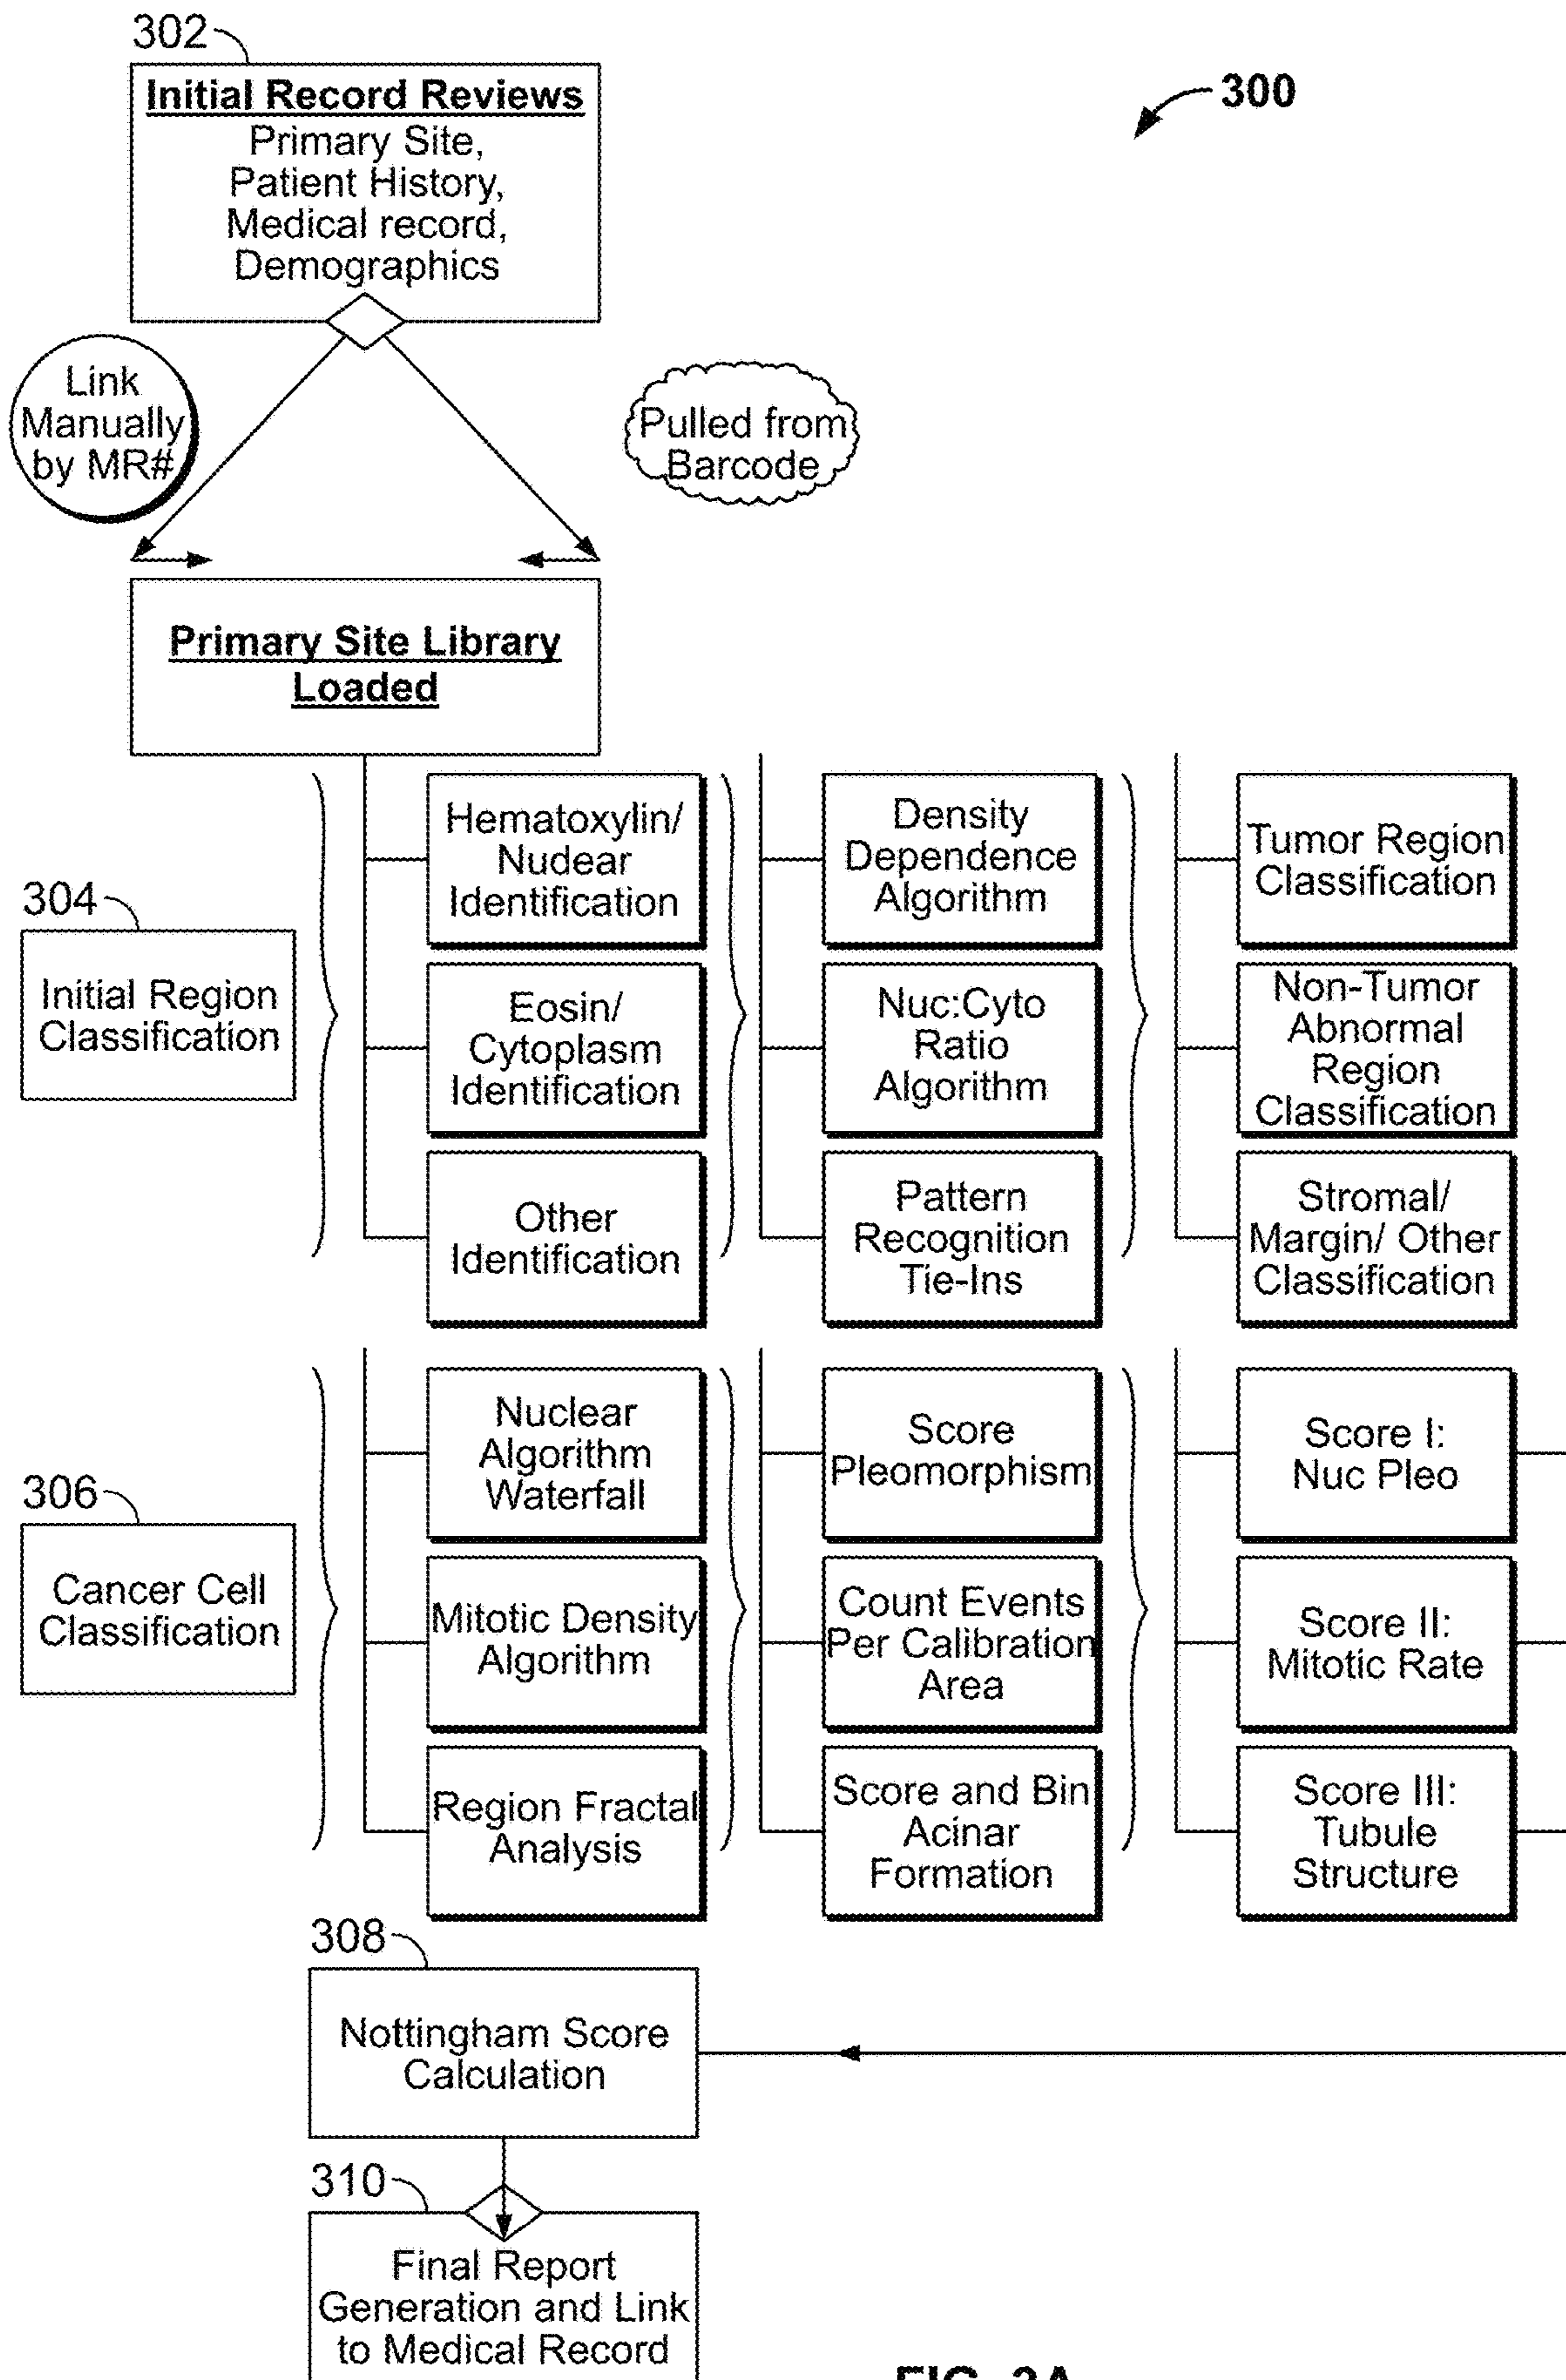 302
300
Initial Record Reviews
Primary Site,
Patient History,
Medical record,
Demographics
Link
Manually
by MR#
Pulled from
Barcode
Primary Site Library
Loaded
304
Initial Region
Classification
Hematoxylin/
Nudear
Identification
Eosin/
Cytoplasm
Identification
Other
Identification
Density
Dependence
Algorithm
Nuc:Cyto
Ratio
Algorithm
Pattern
Recognition
Tie-Ins
Tumor Region
Classification
Non-Tumor
Abnormal
Region
Classification
Stromal/
Margin/ Other
Classification
306
Cancer Cell
Classification
Nuclear
Algorithm
Waterfall
Mitotic Density
Algorithm
Region Fractal
Analysis
Score
Pleomorphism
Count Events
Per Calibration
Area
Score and Bin
Acinar
Formation
Score I:
Nuc Pleo
Score II:
Mitotic Rate
Score III:
Tubule
Structure
308
Nottingham Score
Calculation
310
Final Report
Generation and Link
to Medical Record
FIG. 3A